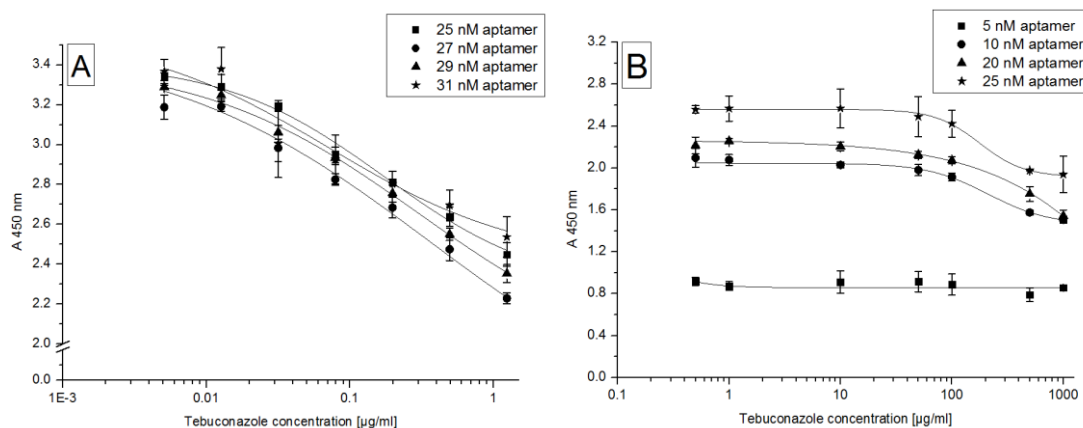 A
25 nM aptamer
27 nM aptamer
29 nM aptamer
31 nM aptamer
A 450 nm
3.4
3.2
3.0
2.8
2.6
2.4
2.2
2.0
0.0
1E-3
0.01
0.1
1
Tebuconazole concentration [µg/ml]
B
5 nM aptamer
10 nM aptamer
20 nM aptamer
25 nM aptamer
A 450 nm
3.2
2.8
2.4
2.0
1.6
1.2
0.8
0.4
0.0
0.1
1
10
100
1000
Tebuconazole concentration [µg/ml]